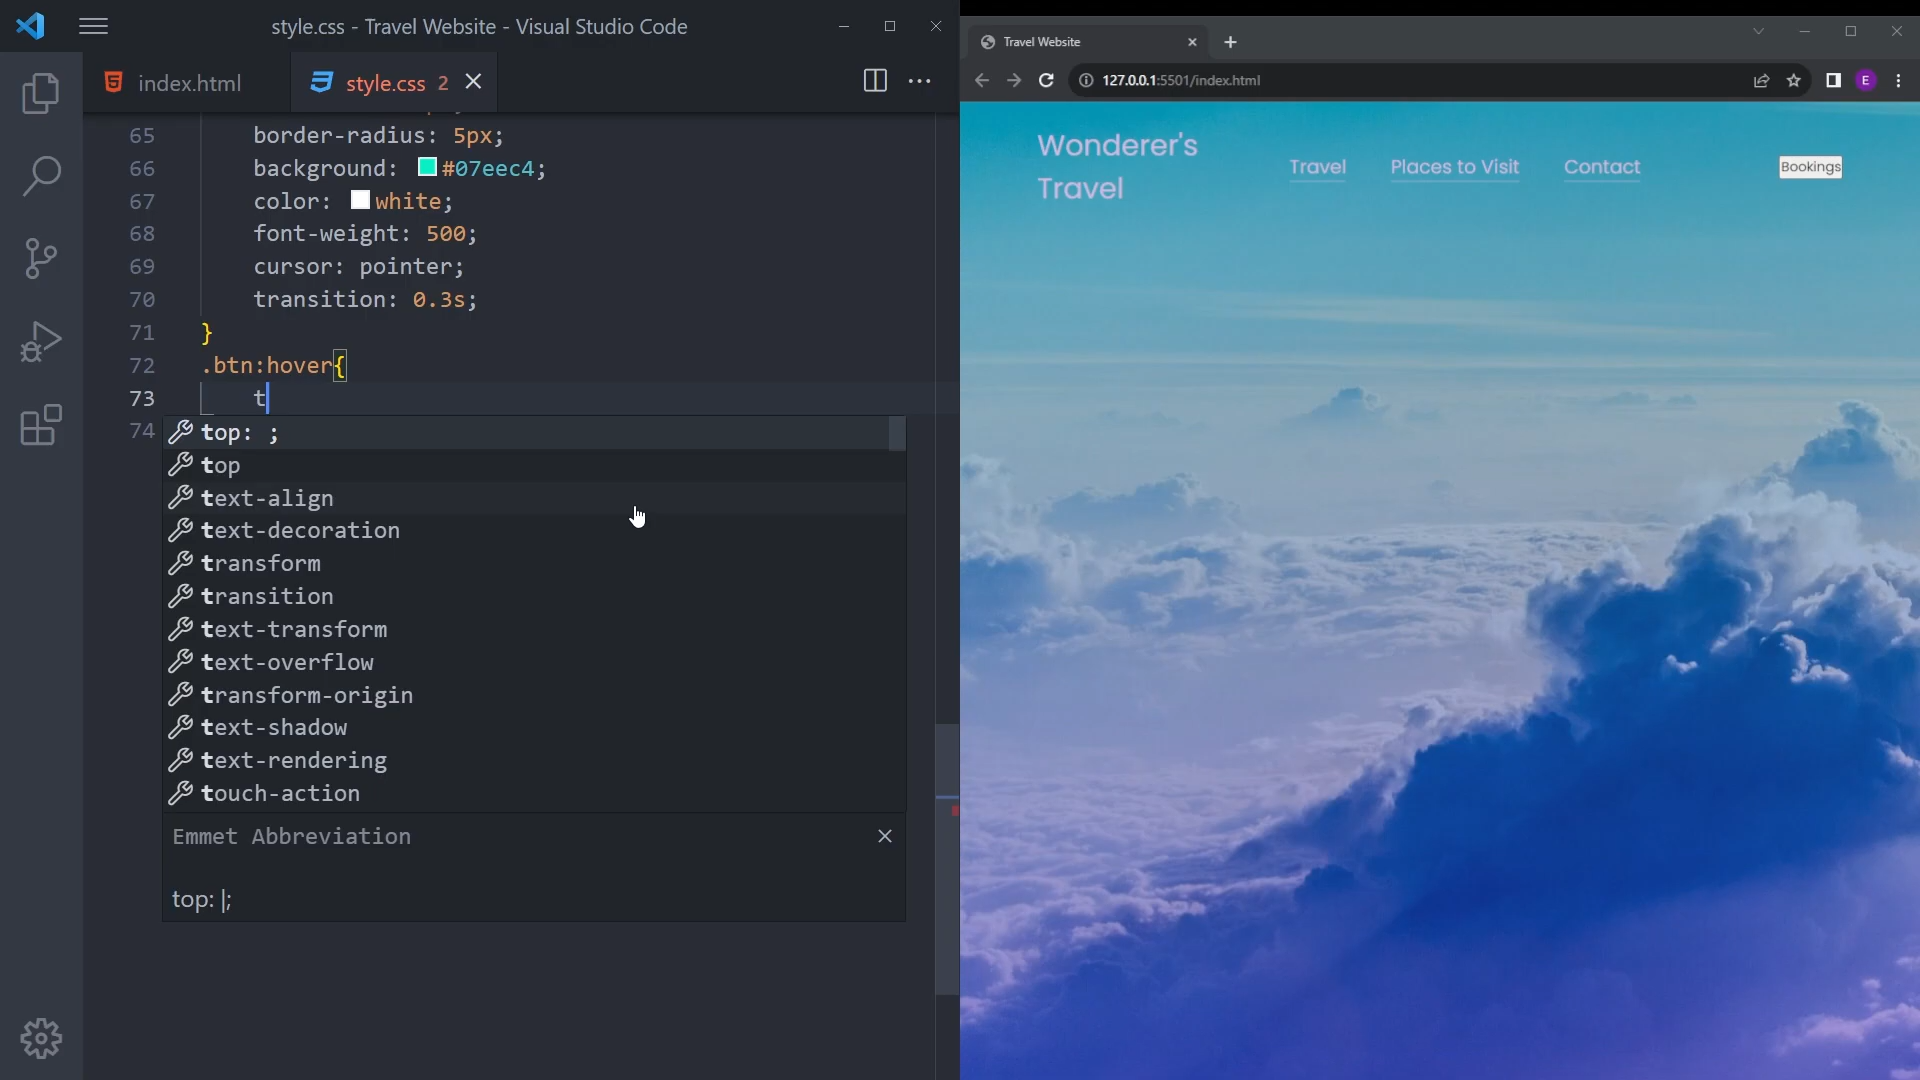 style.css - Travel Website - Visual Studio Code
index.html
style.css 2
65 border-radius: 5px;
66 background: #07eec4;
67 color: white;
68 font-weight: 500;
69 cursor: pointer;
70 transition: 0.3s;
71 }
72 .btn:hover{
73 t
74
top: ;
top
text-align
text-decoration
transform
transition
text-transform
text-overflow
transform-origin
text-shadow
text-rendering
touch-action
Emmet Abbreviation
top: |;
Travel Website
127.0.0.1:5501/index.html
E
Wonderer's
Travel
Travel
Places to Visit
Contact
Bookings